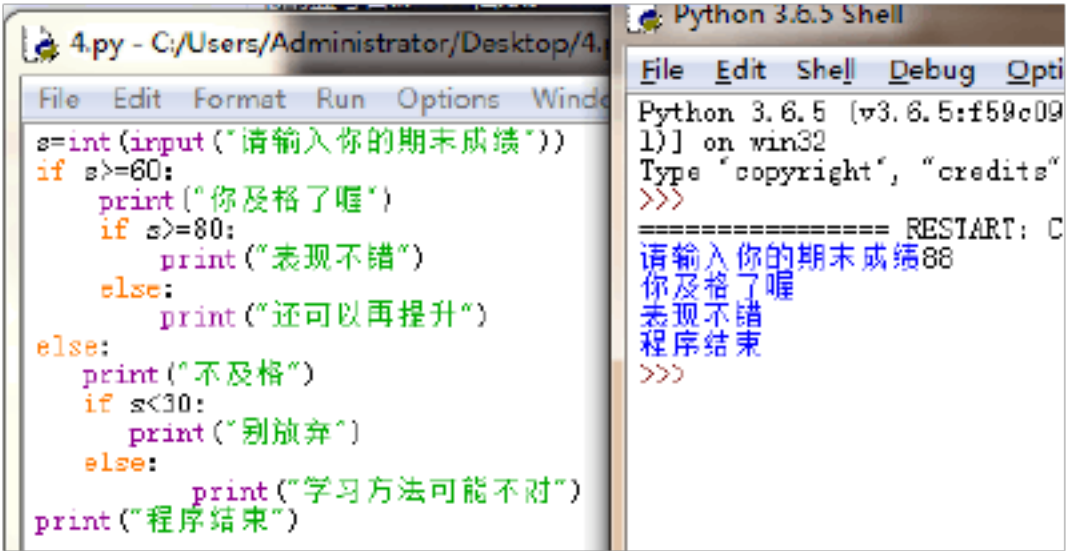 4.py - C:/Users/Administrator/Desktop/4.p
File Edit Format Run Options Windo
s=int(input("请输入你的期末成绩"))
if s>=60:
    print("你及格了喔")
    if s>=80:
        print("表现不错")
    else:
        print("还可以再提升")
else:
   print("不及格")
   if s<30:
      print("别放弃")
   else:
          print("学习方法可能不对")
print("程序结束")
Python 3.6.5 Shell
File Edit Shell Debug Opti
Python 3.6.5 (v3.6.5:f59c09
1)] on win32
Type "copyright", "credits"
>>>
================ RESTART: C
请输入你的期末成绩88
你及格了喔
表现不错
程序结束
>>>